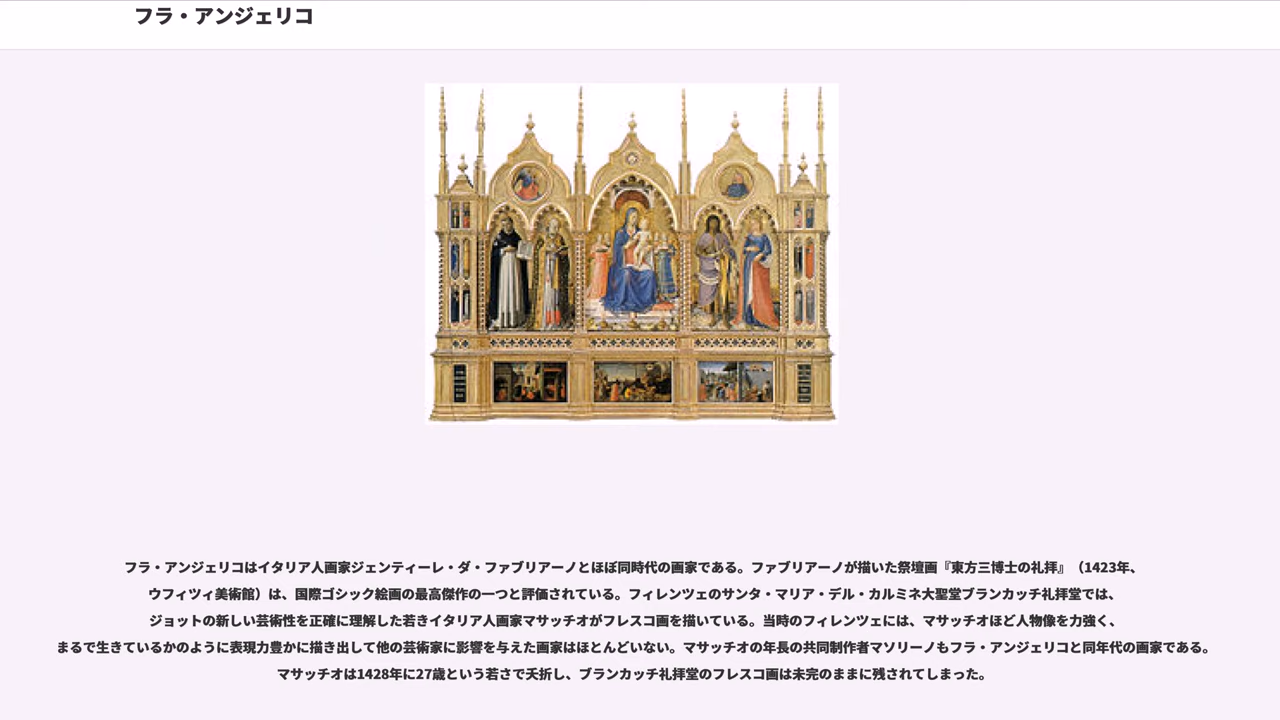 フラ・アンジェリコ
フラ・アンジェリコはイタリア人画家ジェンティーレ・ダ・ファブリアーノとほぼ同時代の画家である。ファブリアーノが描いた祭壇画『東方三博士の礼拝』（1423年、
ウフィツィ美術館）は、国際ゴシック絵画の最高傑作の一つと評価されている。フィレンツェのサンタ・マリア・デル・カルミネ大聖堂ブランカッチ礼拝堂では、
ジョットの新しい芸術性を正確に理解した若きイタリア人画家マサッチオがフレスコ画を描いている。当時のフィレンツェには、マサッチオほど人物像を力強く、
まるで生きているかのように表現力豊かに描き出して他の芸術家に影響を与えた画家はほとんどいない。マサッチオの年長の共同制作者マソリーノもフラ・アンジェリコと同年代の画家である。
マサッチオは1428年に27歳という若さで夭折し、ブランカッチ礼拝堂のフレスコ画は未完のままに残されてしまった。